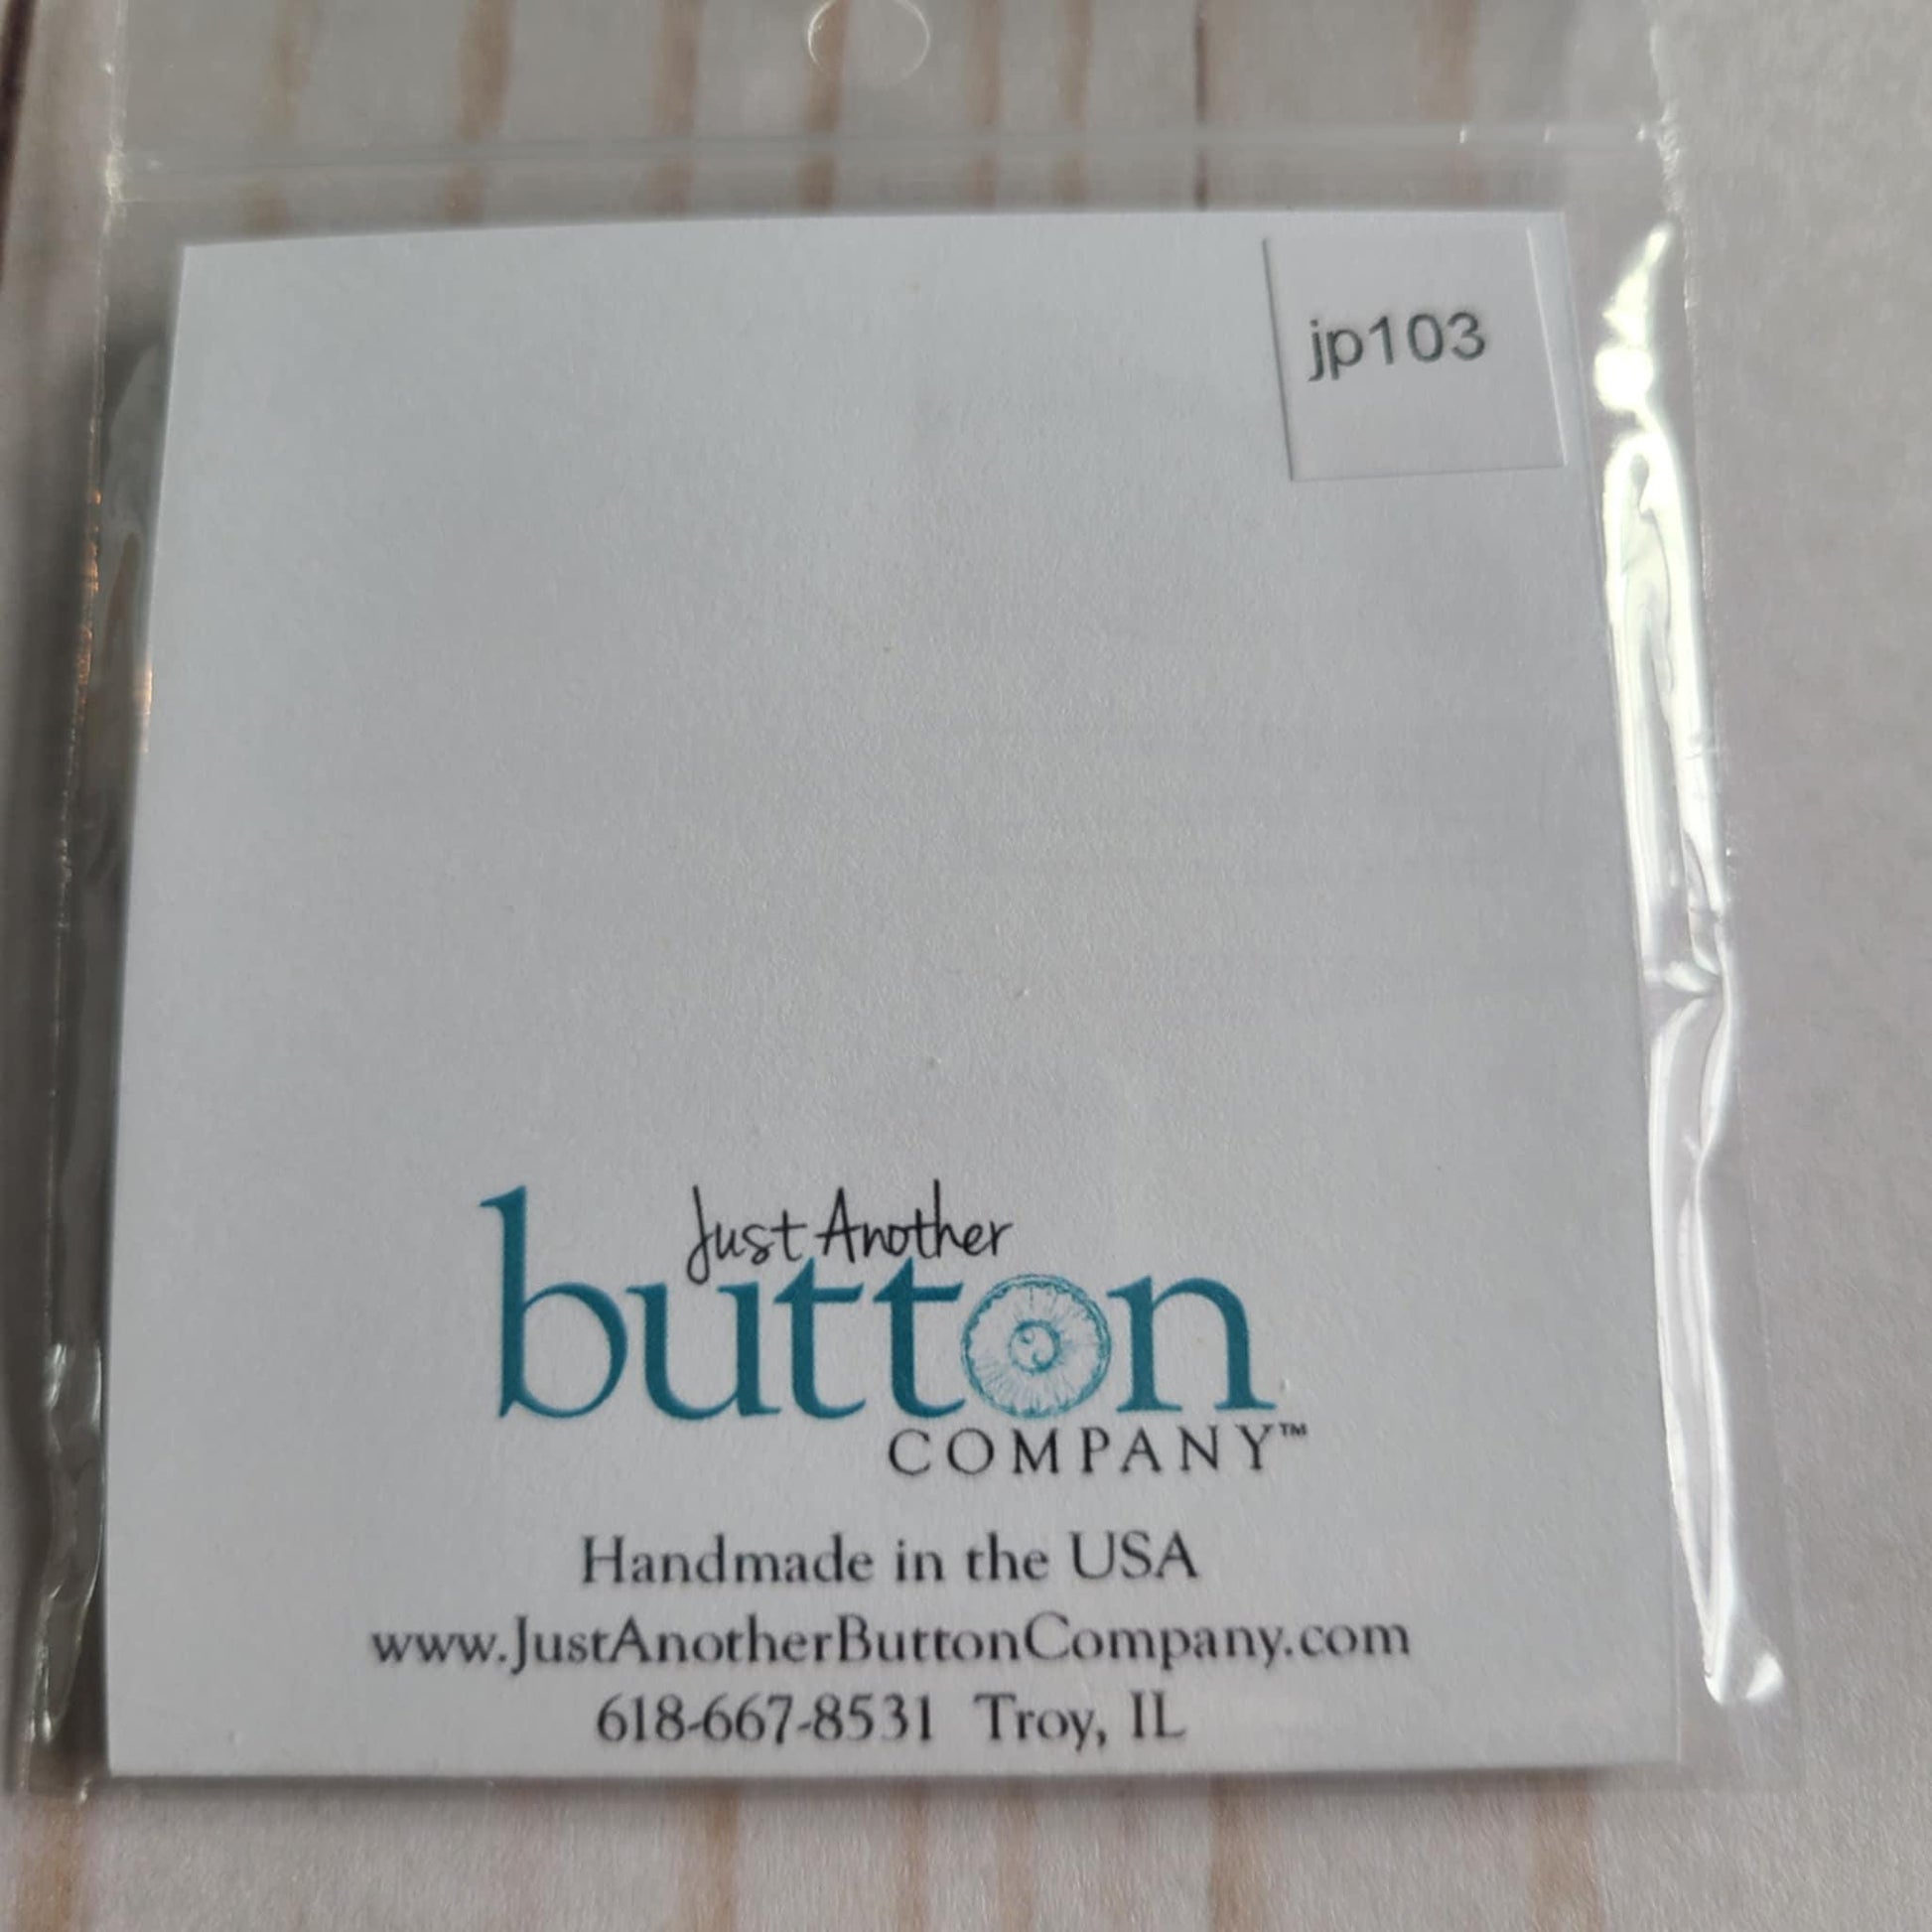 jp103
Just Another
button
COMPANY™
Handmade in the USA
www.JustAnotherButtonCompany.com
618-667-8531 Troy, IL